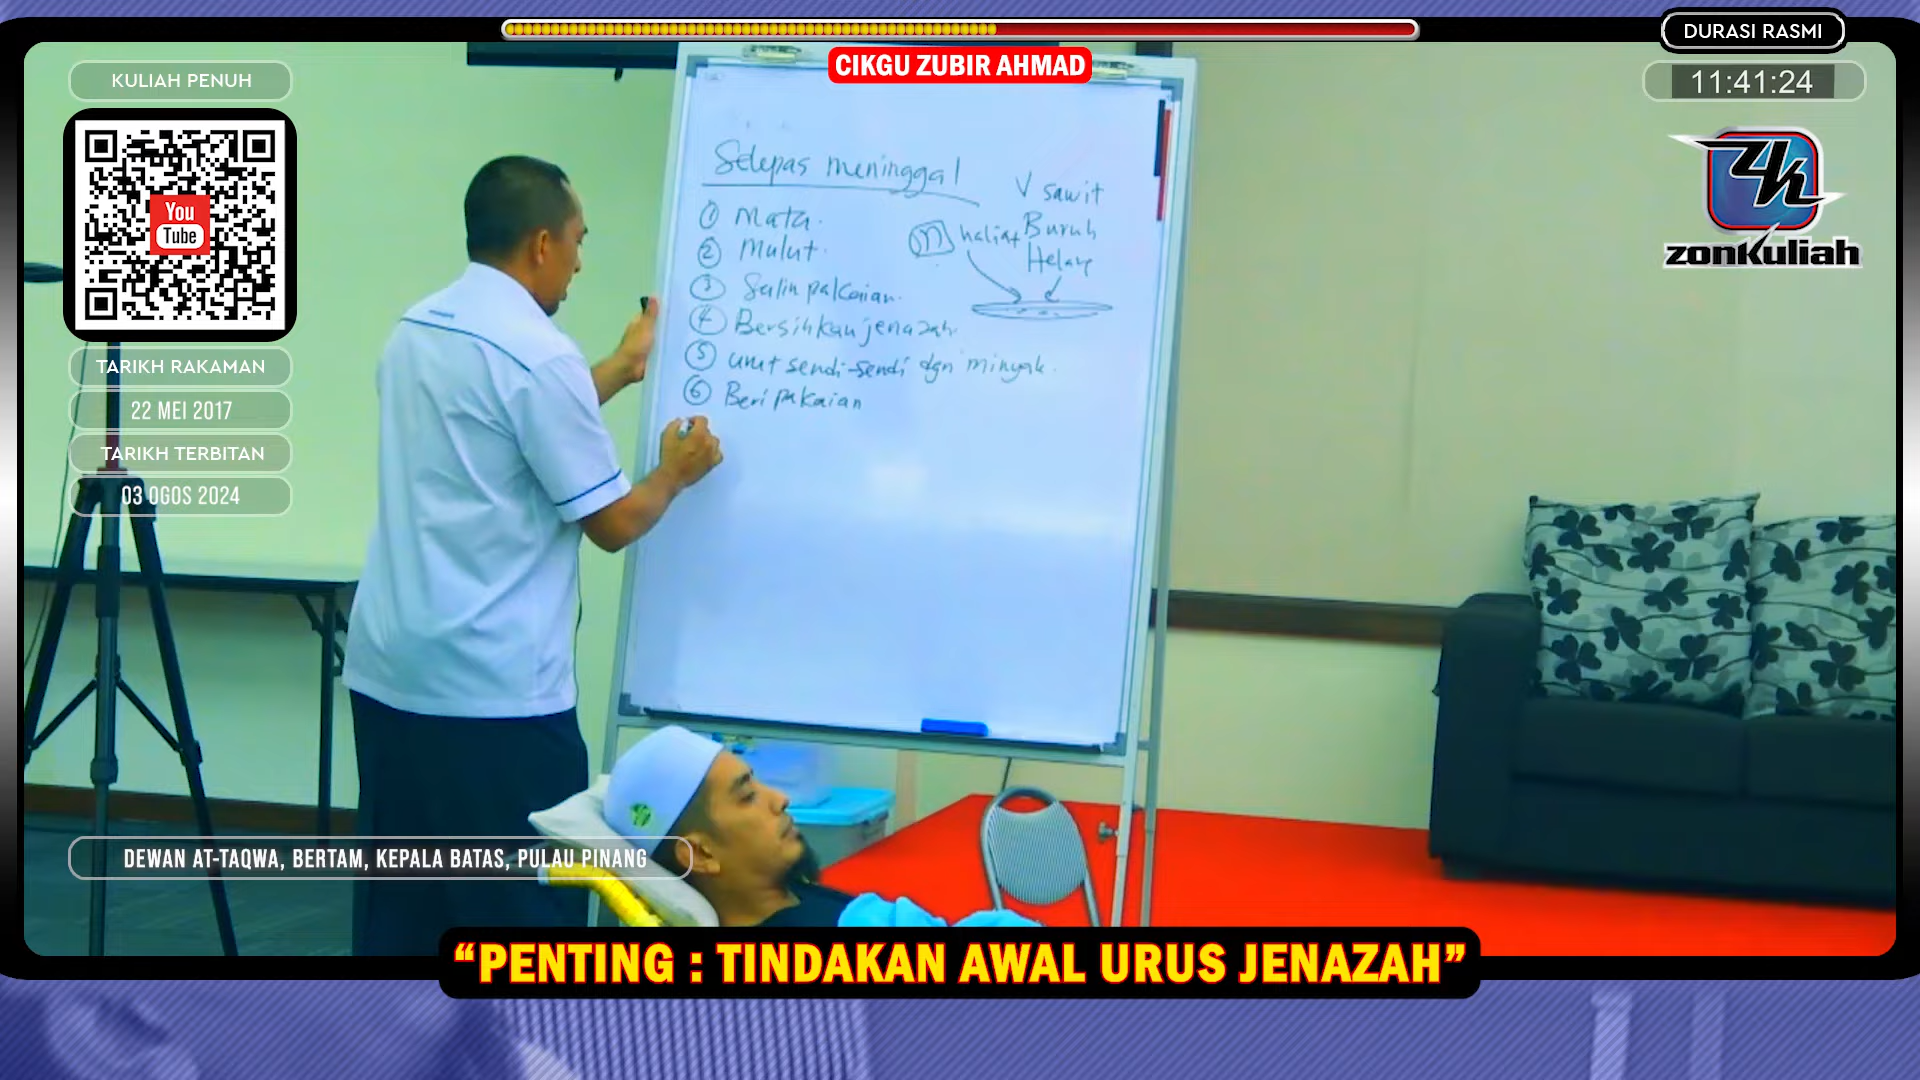 CIKGU ZUBIR AHMAD
DURASI RASMI
11:41:24
zonKuliah
KULIAH PENUH
You
Tube
TARIKH RAKAMAN
22 MEI 2017
TARIKH TERBITAN
03 OGOS 2024
Selepas meninggal
① Mata.
② Mulut.
③ Salin pakaian.
④ Bersihkan jenazah
⑤ urut sendi-sendi dgn minyak.
⑥ Beri pakaian
V sawit
Buruh
DEWAN AT-TAQWA, BERTAM, KEPALA BATAS, PULAU PINANG
“PENTING : TINDAKAN AWAL URUS JENAZAH”